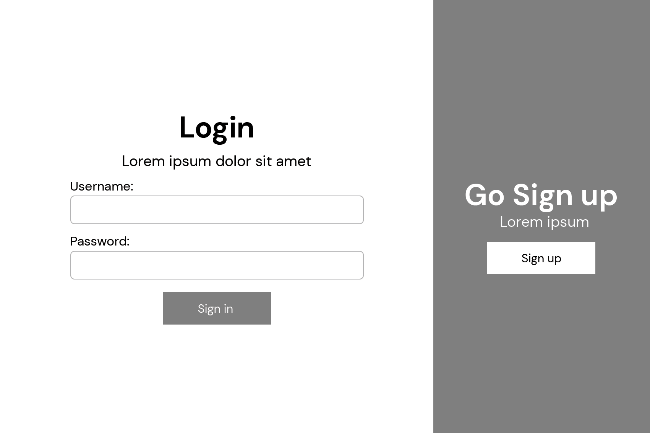 Login
Lorem ipsum dolor sit amet
Username:
Password:
Sign in
Go Sign up
Lorem ipsum
Sign up